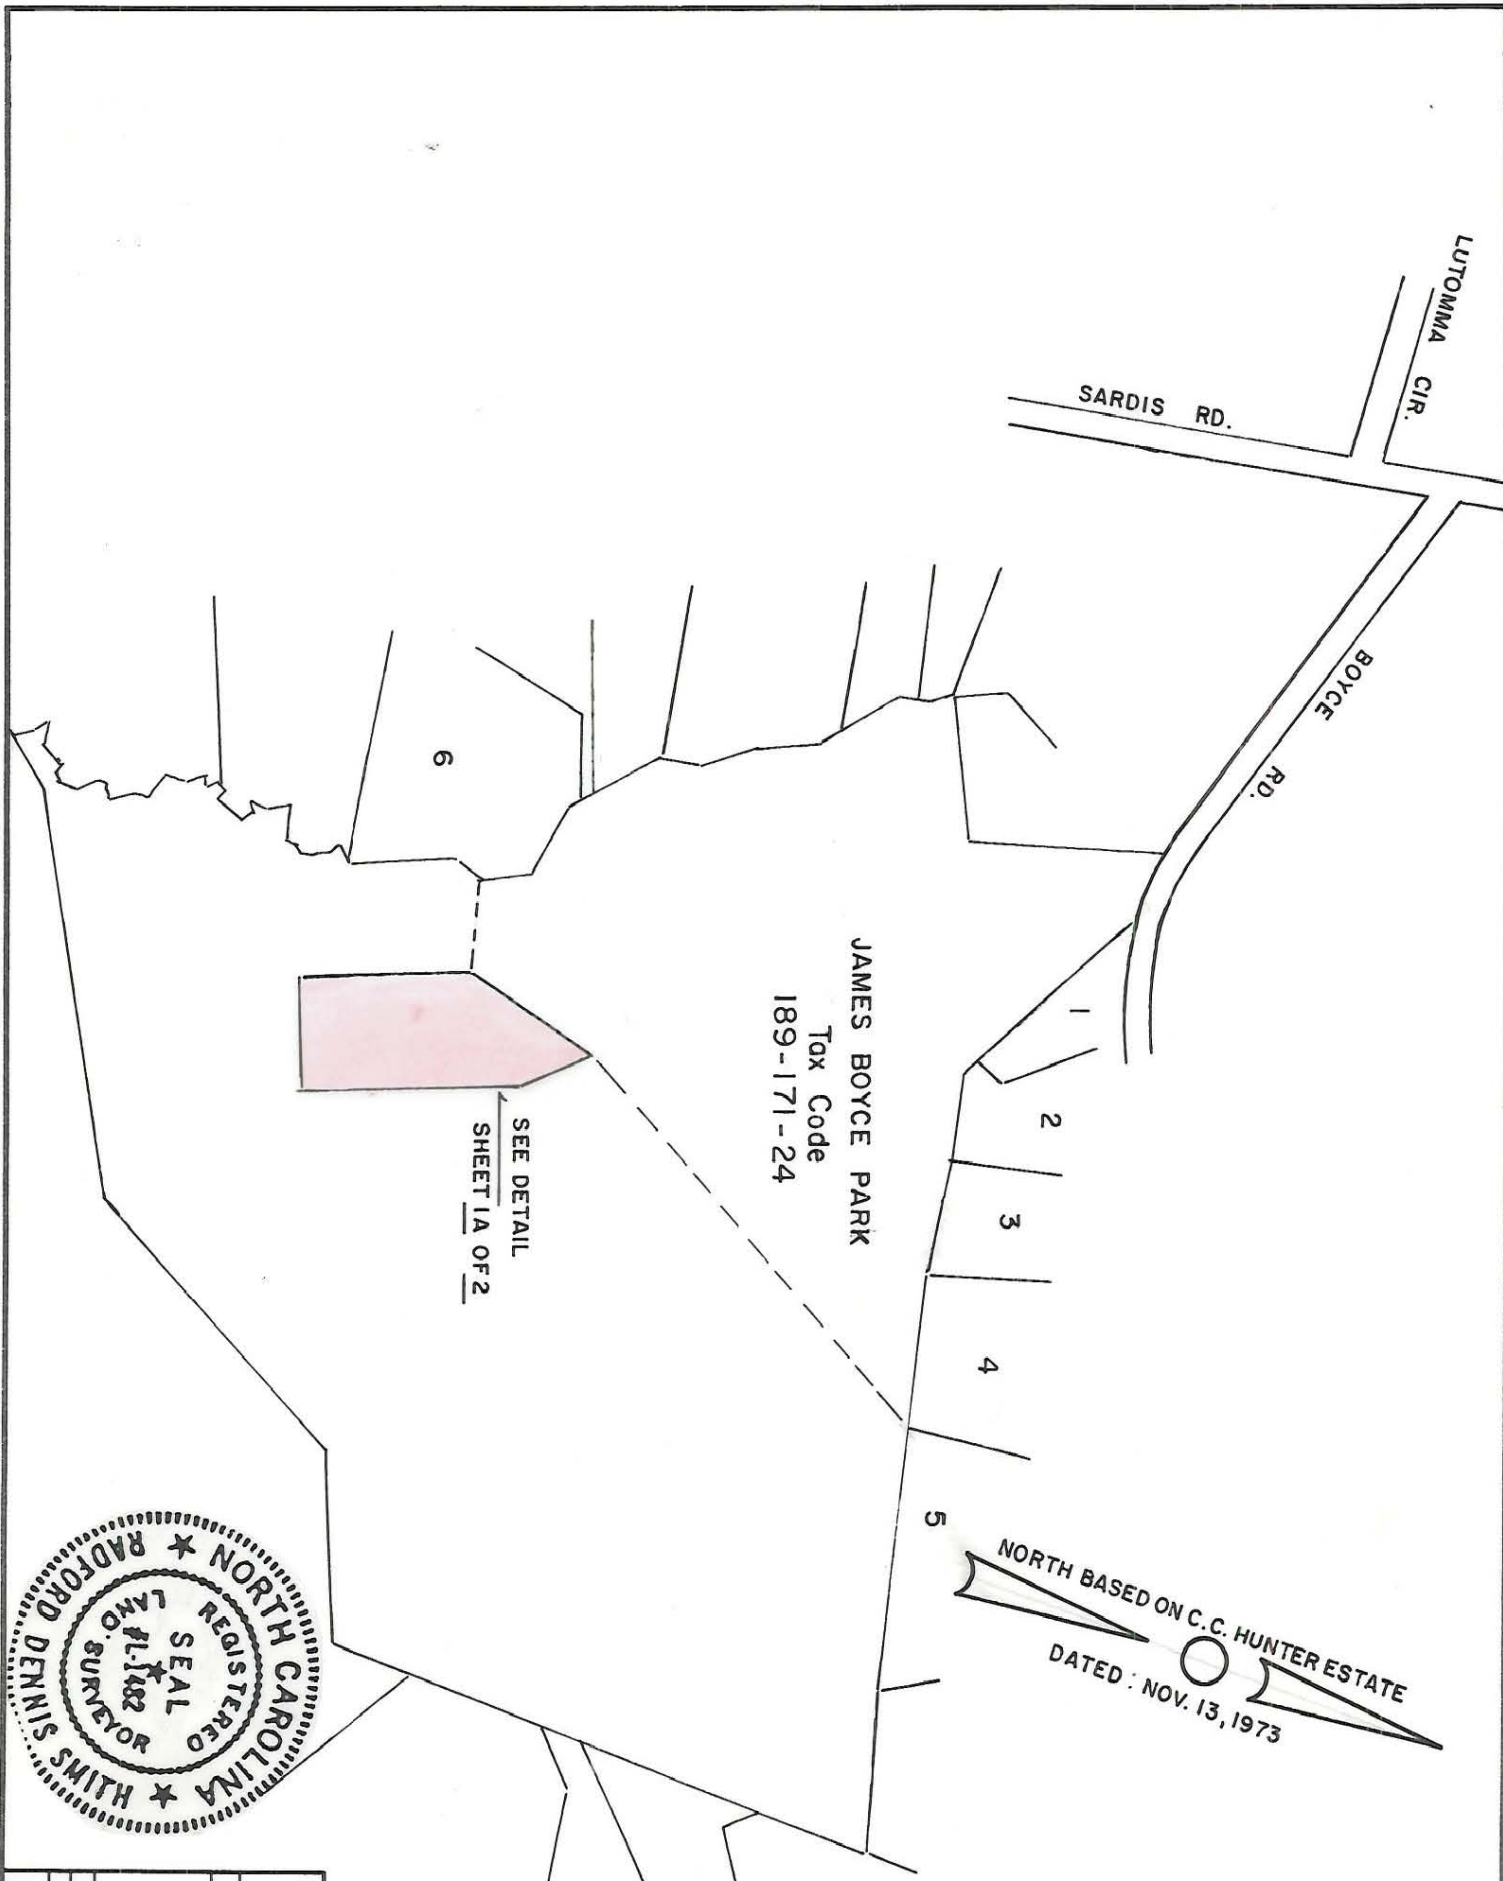 LUTOMMA CIR.
SARDIS RD.
BOYCE RD.
JAMES BOYCE PARK
Tax Code
189-171-24
1
2
3
4
5
6
SEE DETAIL
SHEET 1A OF 2
NORTH BASED ON C.C. HUNTER ESTATE
DATED : NOV. 13, 1973
NORTH CAROLINA
RADFORD DENNIS SMITH
REGISTERED
SEAL
#L-1482
LAND SURVEYOR